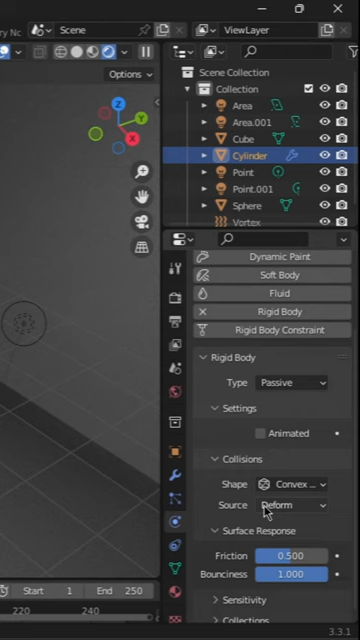 ry Nc
Scene
ViewLayer
Options
Scene Collection
Collection
Area
Area.001
Cube
Cylinder
Point
Point.001
Sphere
Vortex
Z
Y
X
Dynamic Paint
Soft Body
Fluid
Rigid Body
Rigid Body Constraint
Rigid Body
Type Passive
Settings
Animated
Collisions
Shape Convex ...
Source Deform
Surface Response
Friction 0.500
Bounciness 1.000
Sensitivity
Collections
Start 1 End 250
220 240
3.3.1